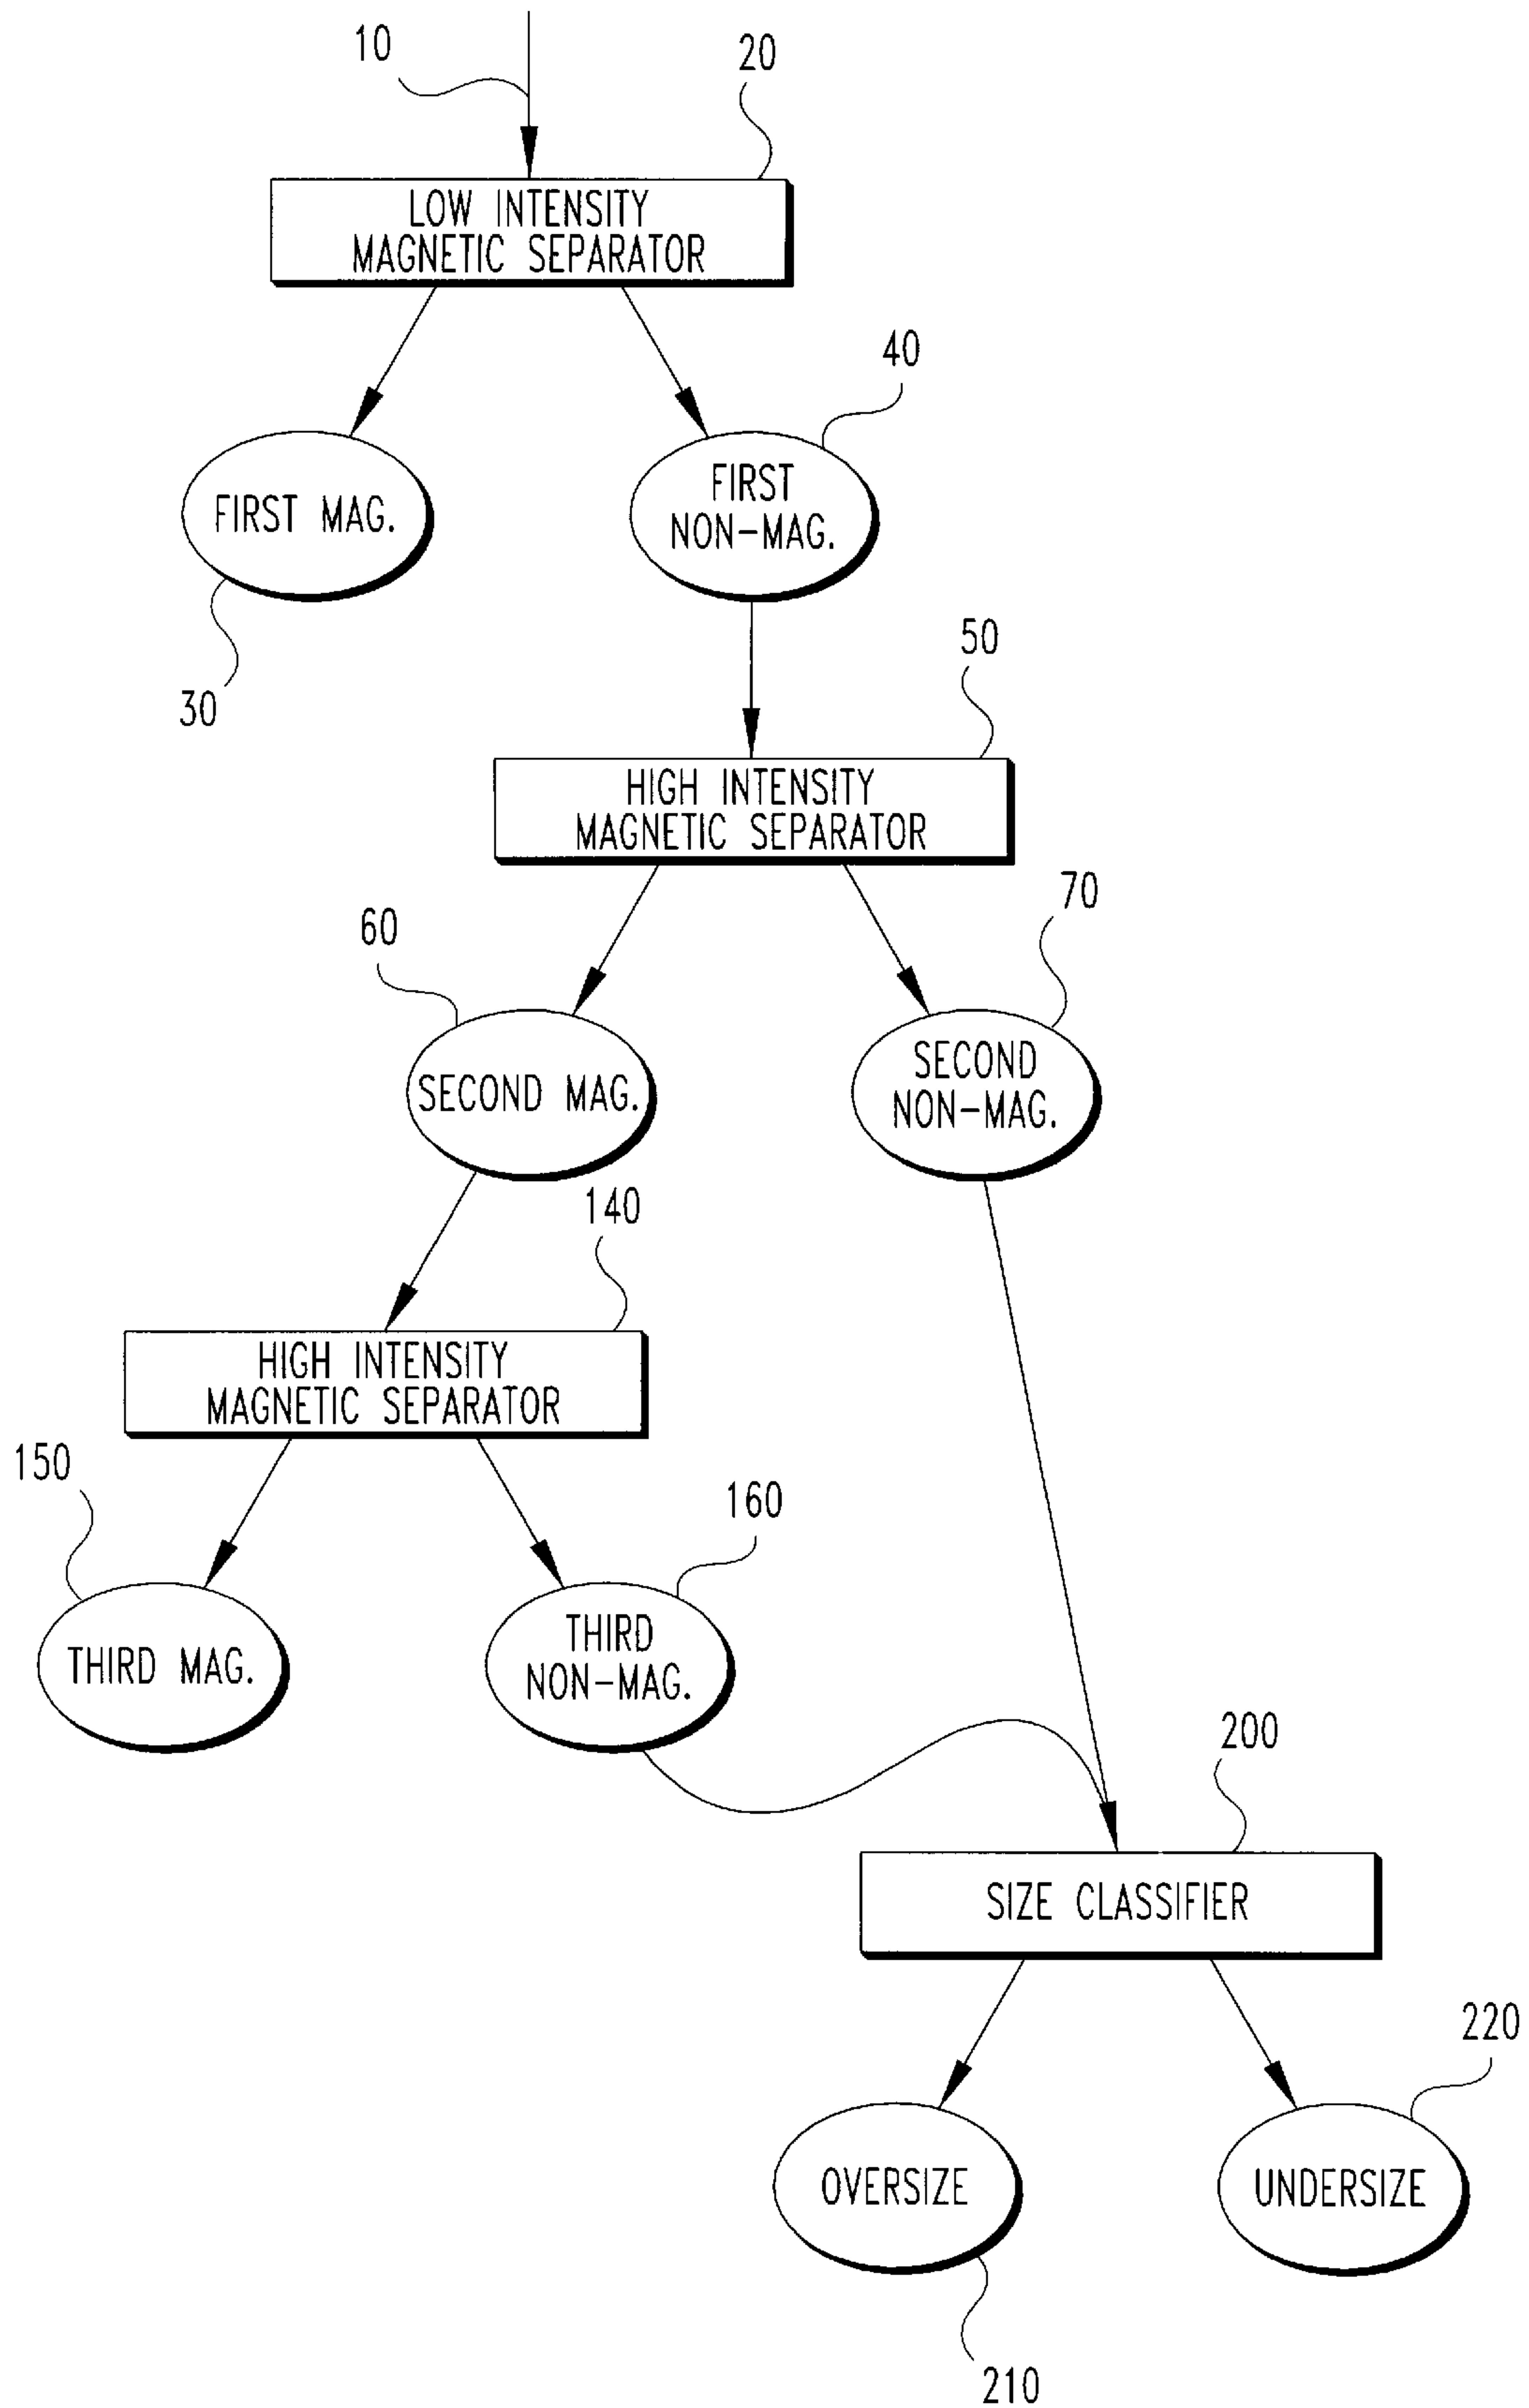 10
20
LOW INTENSITY
MAGNETIC SEPARATOR
40
FIRST MAG.
FIRST
NON-MAG.
30
50
HIGH INTENSITY
MAGNETIC SEPARATOR
60
70
SECOND MAG.
SECOND
NON-MAG.
140
HIGH INTENSITY
MAGNETIC SEPARATOR
150
160
THIRD MAG.
THIRD
NON-MAG.
200
SIZE CLASSIFIER
220
OVERSIZE
UNDERSIZE
210